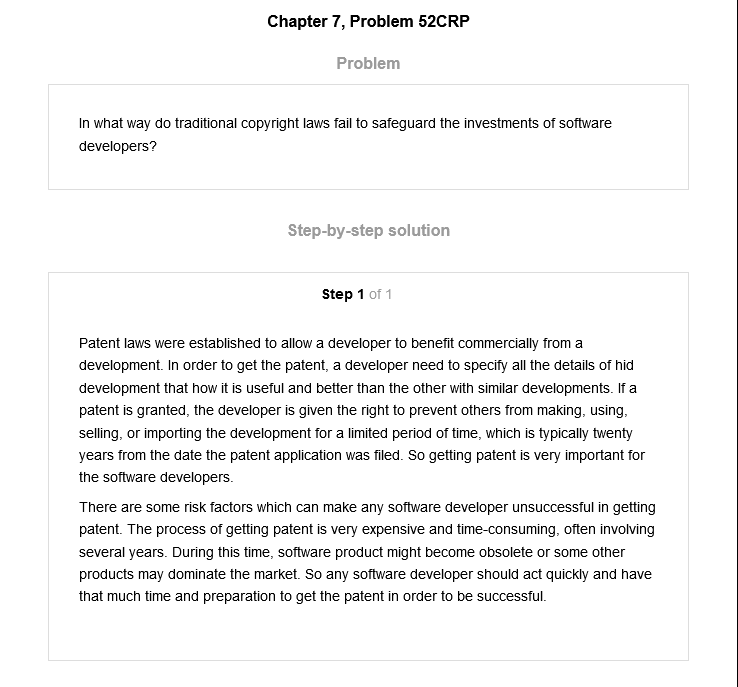 Chapter 7, Problem 52CRP
Problem
In what way do traditional copyright laws fail to safeguard the investments of software
developers?
Step-by-step solution
Step 1 of 1
Patent laws were established to allow a developer to benefit commercially from a
development. In order to get the patent, a developer need to specify all the details of hid
development that how it is useful and better than the other with similar developments. If a
patent is granted, the developer is given the right to prevent others from making, using,
selling, or importing the development for a limited period of time, which is typically twenty
years from the date the patent application was filed. So getting patent is very important for
the software developers.
There are some risk factors which can make any software developer unsuccessful in getting
patent. The process of getting patent is very expensive and time-consuming, often involving
several years. During this time, software product might become obsolete or some other
products may dominate the market. So any software developer should act quickly and have
that much time and preparation to get the patent in order to be successful.